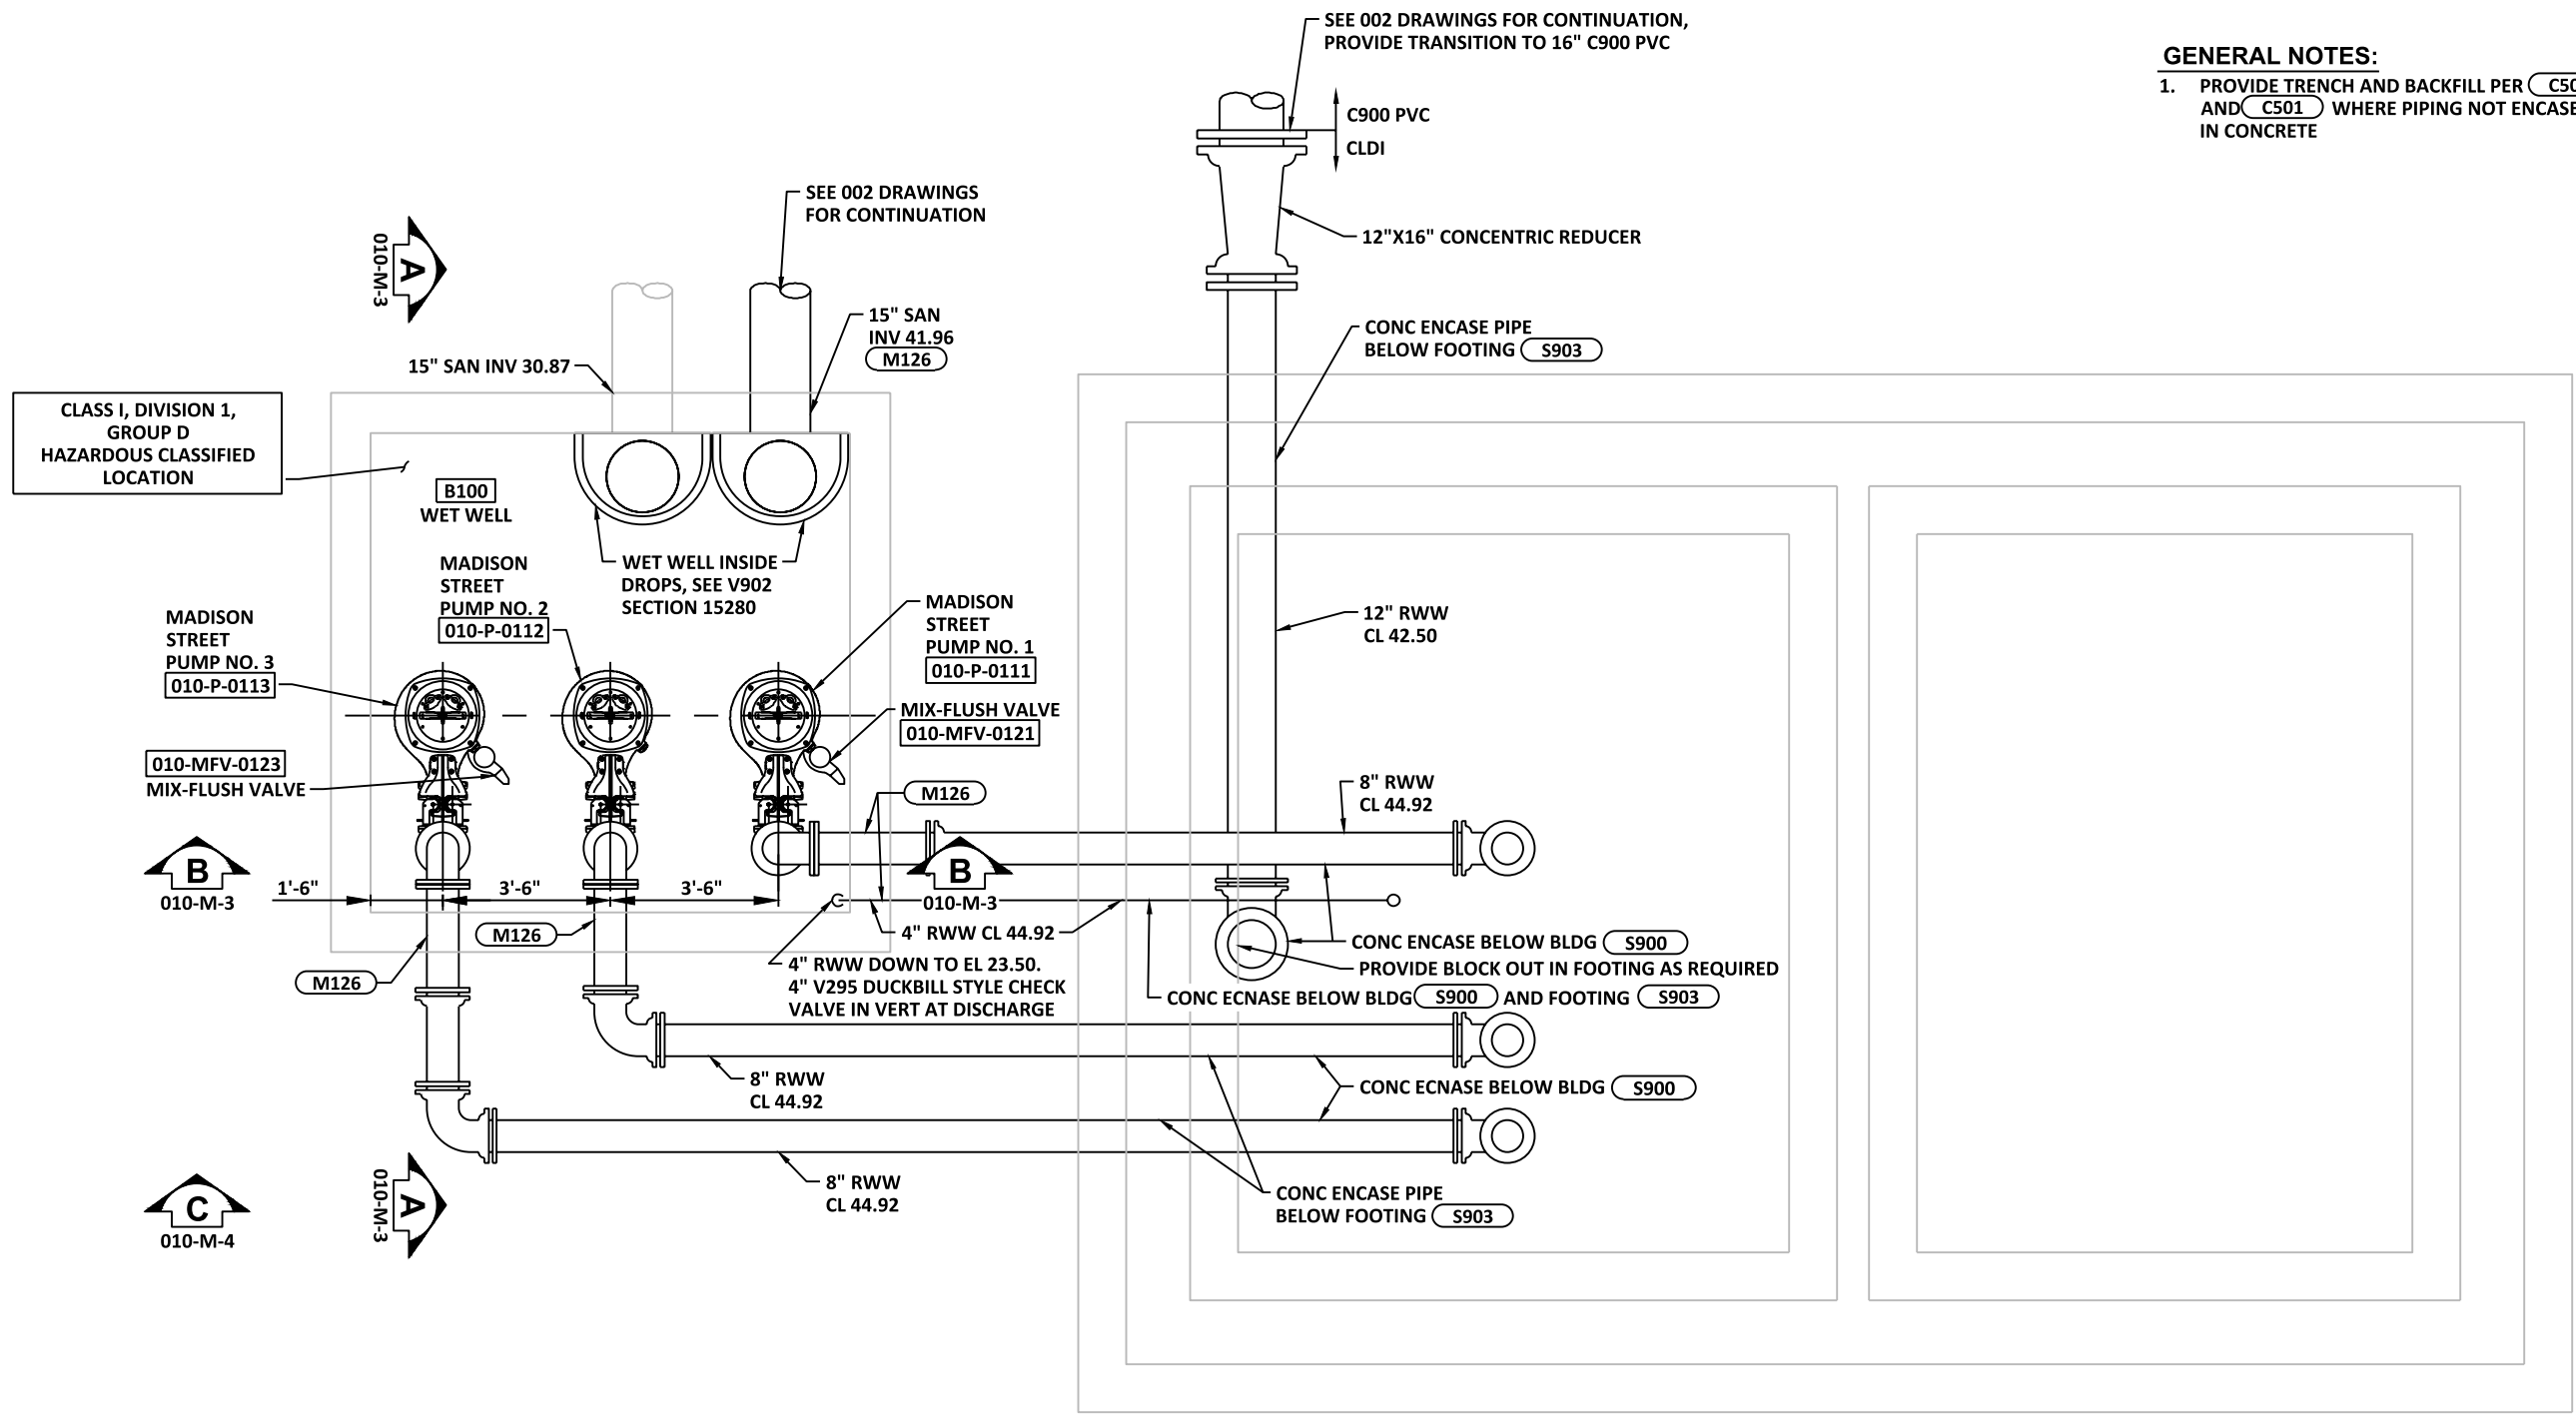 SEE 002 DRAWINGS FOR CONTINUATION,
PROVIDE TRANSITION TO 16" C900 PVC
GENERAL NOTES:
1. PROVIDE TRENCH AND BACKFILL PER
AND C501 WHERE PIPING NOT
IN CONCRETE
C900 PVC
CLDI
SEE 002 DRAWINGS
FOR CONTINUATION
12"X16" CONCENTRIC REDUCER
A
010-M-3
15" SAN
INV 41.96
M126
15" SAN INV 30.87
CONC ENCASE PIPE
BELOW FOOTING S903
CLASS I, DIVISION 1,
GROUP D
HAZARDOUS CLASSIFIED
LOCATION
B100
WET WELL
WET WELL INSIDE
DROPS, SEE V902
SECTION 15280
MADISON
STREET
PUMP NO. 2
010-P-0112
MADISON
STREET
PUMP NO. 3
010-P-0113
MADISON
STREET
PUMP NO. 1
010-P-0111
12" RWW
CL 42.50
MIX-FLUSH VALVE
010-MFV-0121
010-MFV-0123
MIX-FLUSH VALVE
M126
8" RWW
CL 44.92
B
010-M-3
1'-6"
3'-6"
3'-6"
B
010-M-3
M126
4" RWW CL 44.92
CONC ENCASE BELOW BLDG S900
PROVIDE BLOCK OUT IN FOOTING AS REQUIRED
M126
4" RWW DOWN TO EL 23.50.
4" V295 DUCKBILL STYLE CHECK
VALVE IN VERT AT DISCHARGE
CONC ECNASE BELOW BLDG S900 AND FOOTING S903
8" RWW
CL 44.92
CONC ECNASE BELOW BLDG S900
8" RWW
CL 44.92
CONC ENCASE PIPE
BELOW FOOTING S903
C
010-M-4
A
010-M-3